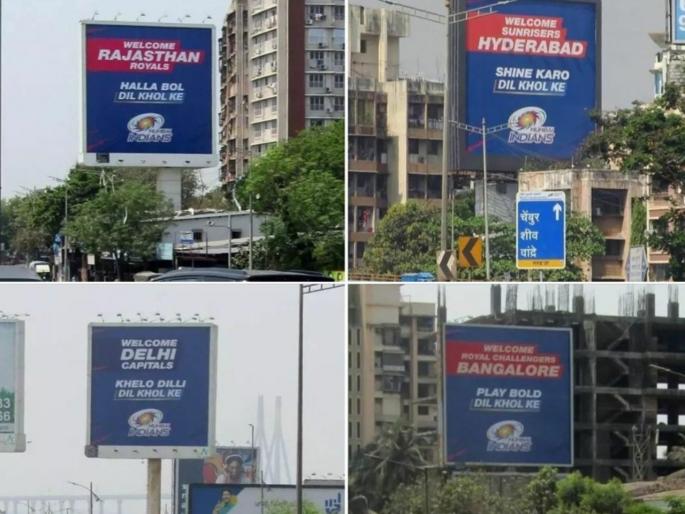 WELCOME
RAJASTHAN
ROYALS
HALLA BOL
DIL KHOL KE
MUMBAI
INDIANS
WELCOME
SUNRISERS
HYDERABAD
SHINE KARO
DIL KHOL KE
MUMBAI
INDIANS
चेंबुर
शीव
वांद्रे
WELCOME
DELHI
CAPITALS
KHELO DILLI
DIL KHOL KE
MUMBAI
INDIANS
33
66
WELCOME
ROYAL CHALLENGERS
BANGALORE
PLAY BOLD
DIL KHOL KE
MUMBAI
INDIANS